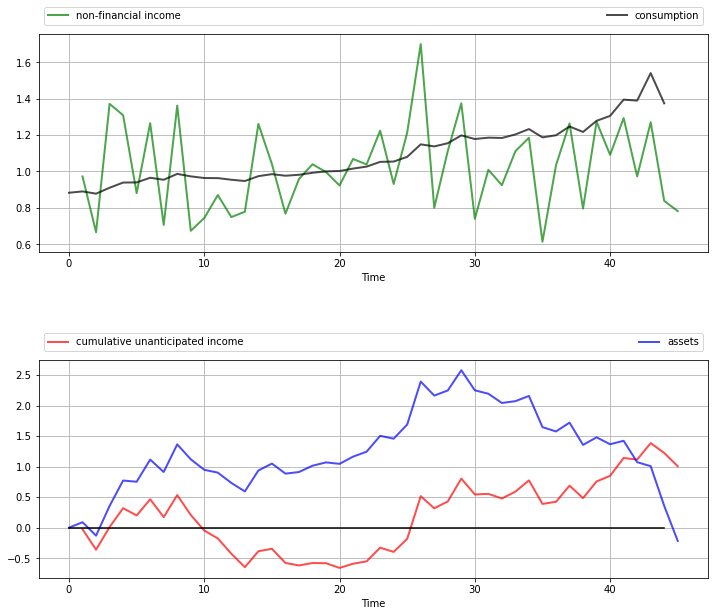 non-financial income consumption
1.6
1.4
1.2
1.0
0.8
0.6
0 10 20 30 40
Time
cumulative unanticipated income assets
2.5
2.0
1.5
1.0
0.5
0.0
−0.5
0 10 20 30 40
Time